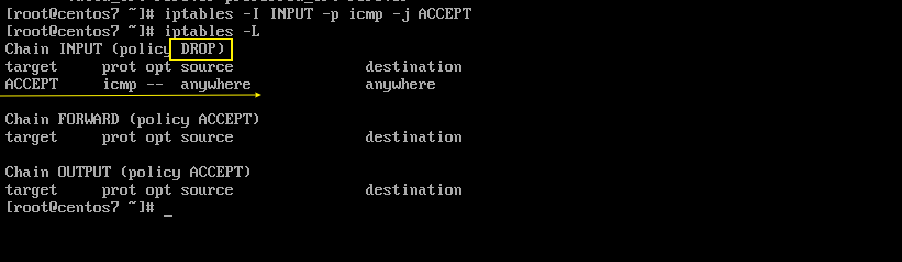 [root@centos7 ~]# iptables -I INPUT -p icmp -j ACCEPT
[root@centos7 ~]# iptables -L
Chain INPUT (policy DROP)
target     prot opt source               destination
ACCEPT     icmp --  anywhere             anywhere
Chain FORWARD (policy ACCEPT)
target     prot opt source               destination
Chain OUTPUT (policy ACCEPT)
target     prot opt source               destination
[root@centos7 ~]# _